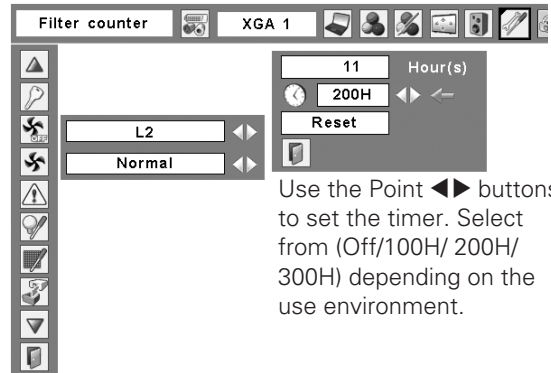 Filter counter
XGA 1
11 Hour(s)
200H
Reset
OFF
L2
Normal
Use the Point ◀▶ buttons
to set the timer. Select
from (Off/100H/ 200H/
300H) depending on the
use environment.